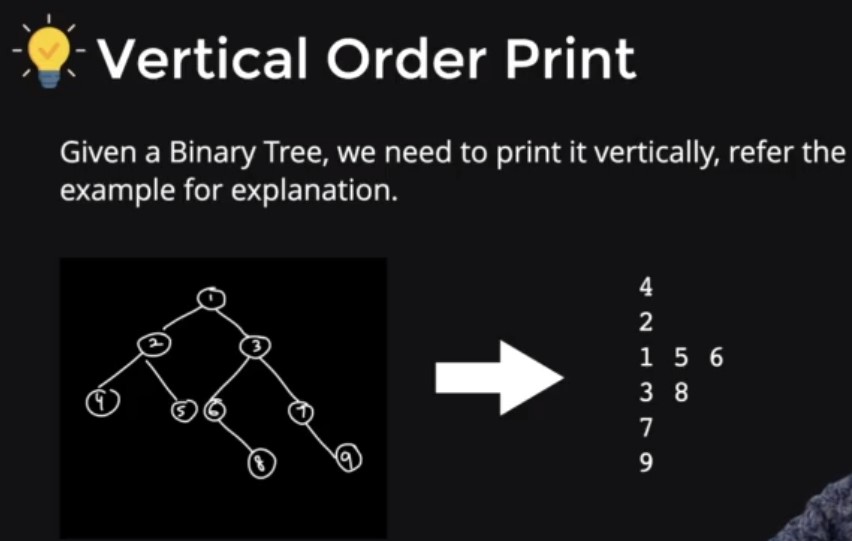 Vertical Order Print
Given a Binary Tree, we need to print it vertically, refer the
example for explanation.
1
2 3
4 5 6 7
8 9
4
2
1 5 6
3 8
7
9